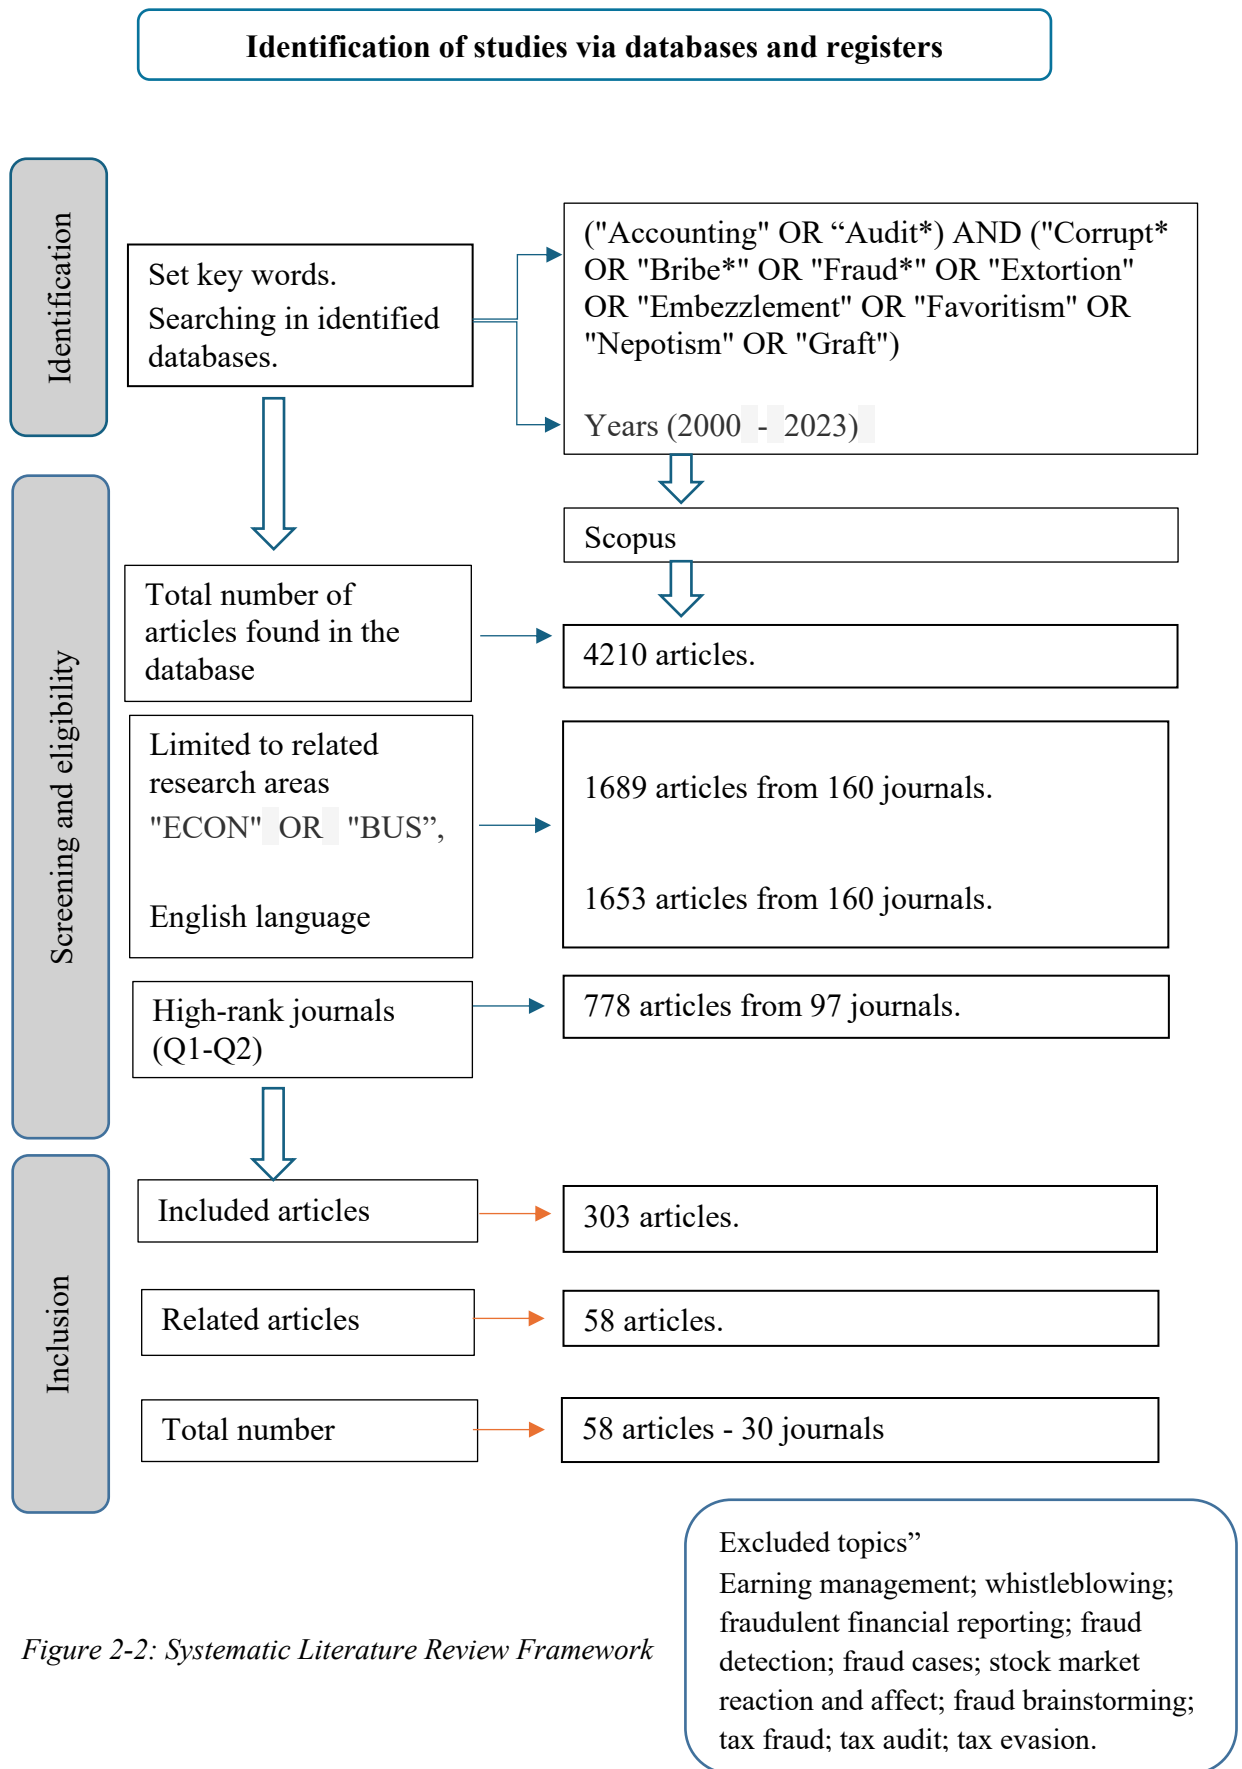 Identification of studies via databases and registers
Identification
Set key words.
Searching in identified
databases.
("Accounting" OR “Audit*) AND ("Corrupt*
OR "Bribe*" OR "Fraud*" OR "Extortion"
OR "Embezzlement" OR "Favoritism" OR
"Nepotism" OR "Graft")
Years (2000 - 2023)
Scopus
Screening and eligibility
Total number of
articles found in the
database
4210 articles.
Limited to related
research areas
"ECON" OR "BUS”,
English language
1689 articles from 160 journals.
1653 articles from 160 journals.
High-rank journals
(Q1-Q2)
778 articles from 97 journals.
Inclusion
Included articles
303 articles.
Related articles
58 articles.
Total number
58 articles - 30 journals
Excluded topics”
Earning management; whistleblowing;
fraudulent financial reporting; fraud
detection; fraud cases; stock market
reaction and affect; fraud brainstorming;
tax fraud; tax audit; tax evasion.
Figure 2-2: Systematic Literature Review Framework